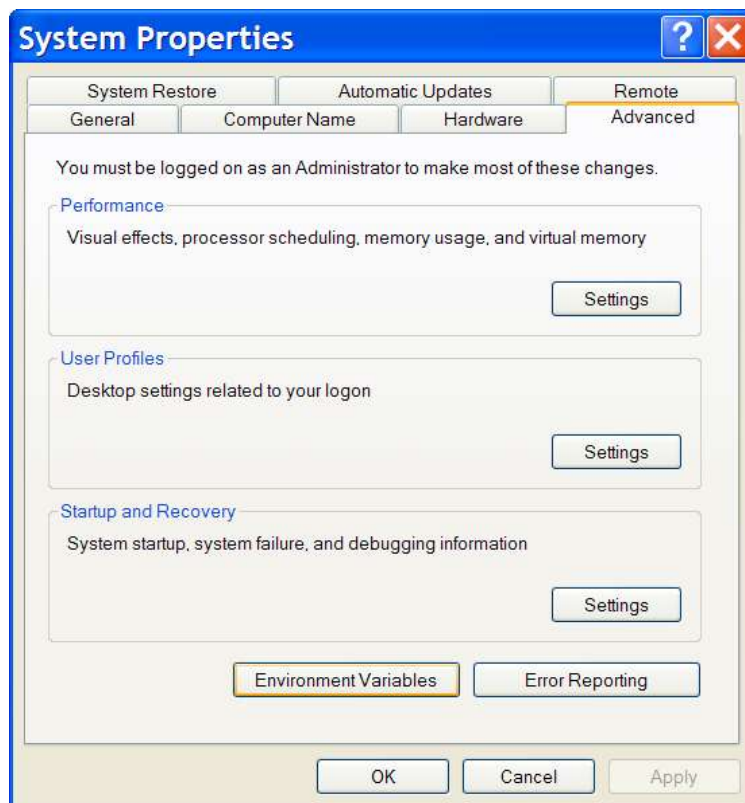 System Properties
System Restore Automatic Updates Remote
General Computer Name Hardware Advanced
You must be logged on as an Administrator to make most of these changes.
Performance
Visual effects, processor scheduling, memory usage, and virtual memory
Settings
User Profiles
Desktop settings related to your logon
Settings
Startup and Recovery
System startup, system failure, and debugging information
Settings
Environment Variables Error Reporting
OK Cancel Apply